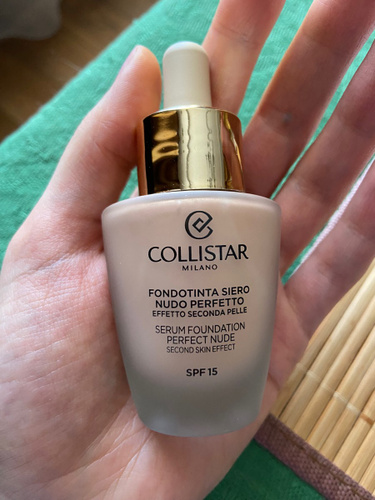 COLLISTAR
MILANO
FONDOTINTA SIERO
NUDO PERFETTO
EFFETTO SECONDA PELLE
SERUM FOUNDATION
PERFECT NUDE
SECOND SKIN EFFECT
SPF 15